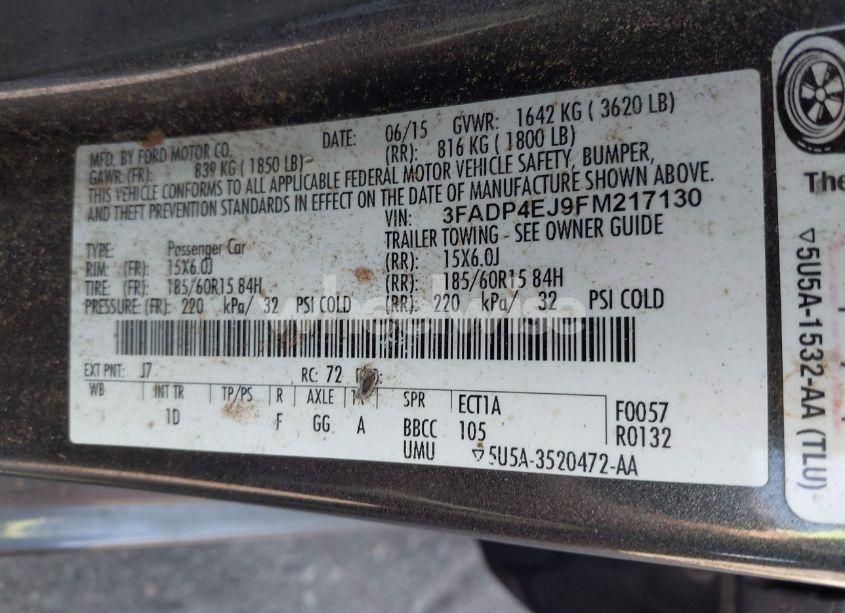 MFD. BY FORD MOTOR CO.
DATE: 06/15 GVWR: 1642 KG ( 3620 LB)
GAWR: (FR): 839 KG ( 1850 LB) (RR): 816 KG ( 1800 LB)
THIS VEHICLE CONFORMS TO ALL APPLICABLE FEDERAL MOTOR VEHICLE SAFETY, BUMPER,
AND THEFT PREVENTION STANDARDS IN EFFECT ON THE DATE OF MANUFACTURE SHOWN ABOVE.
VIN: 3FADP4EJ9FM217130
TYPE: Passenger Car TRAILER TOWING - SEE OWNER GUIDE
RIM: (FR): 15X6.0J (RR): 15X6.0J
TIRE: (FR): 185/60R15 84H (RR): 185/60R15 84H
PRESSURE: (FR): 220 kPa/ 32 PSI COLD (RR): 220 kPa/ 32 PSI COLD
wheelwise
EXT PNT: J7 RC: 72
WB INT TR TP/PS R AXLE SPR ECT1A F0057
1D F GG A BBCC 105 R0132
UMU ▽5U5A-3520472-AA
The
▽5U5A-1532-AA (TLU)